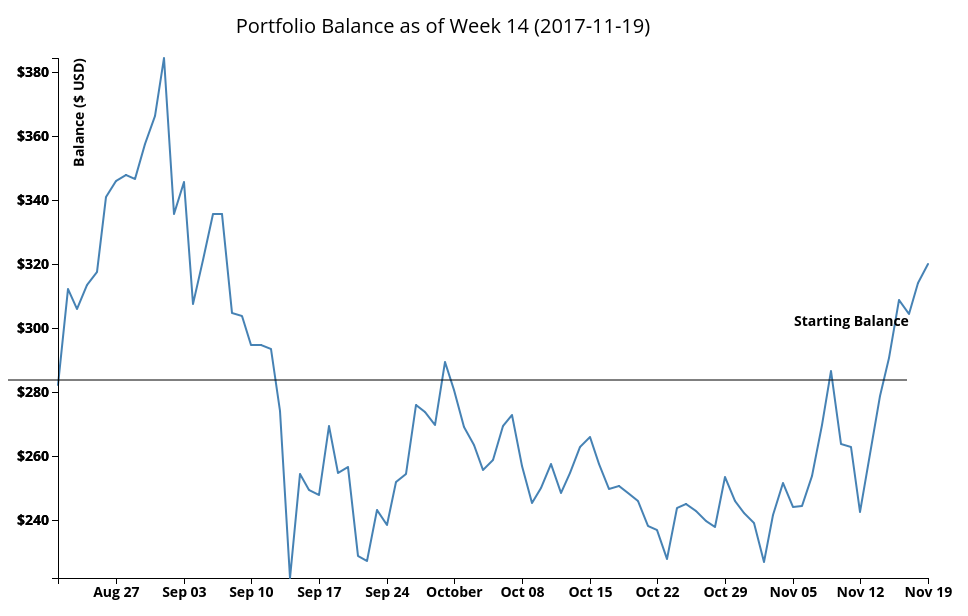 Portfolio Balance as of Week 14 (2017-11-19)
Balance ($ USD)
$380
$360
$340
$320
$300
$280
$260
$240
Starting Balance
Aug 27 Sep 03 Sep 10 Sep 17 Sep 24 October Oct 08 Oct 15 Oct 22 Oct 29 Nov 05 Nov 12 Nov 19